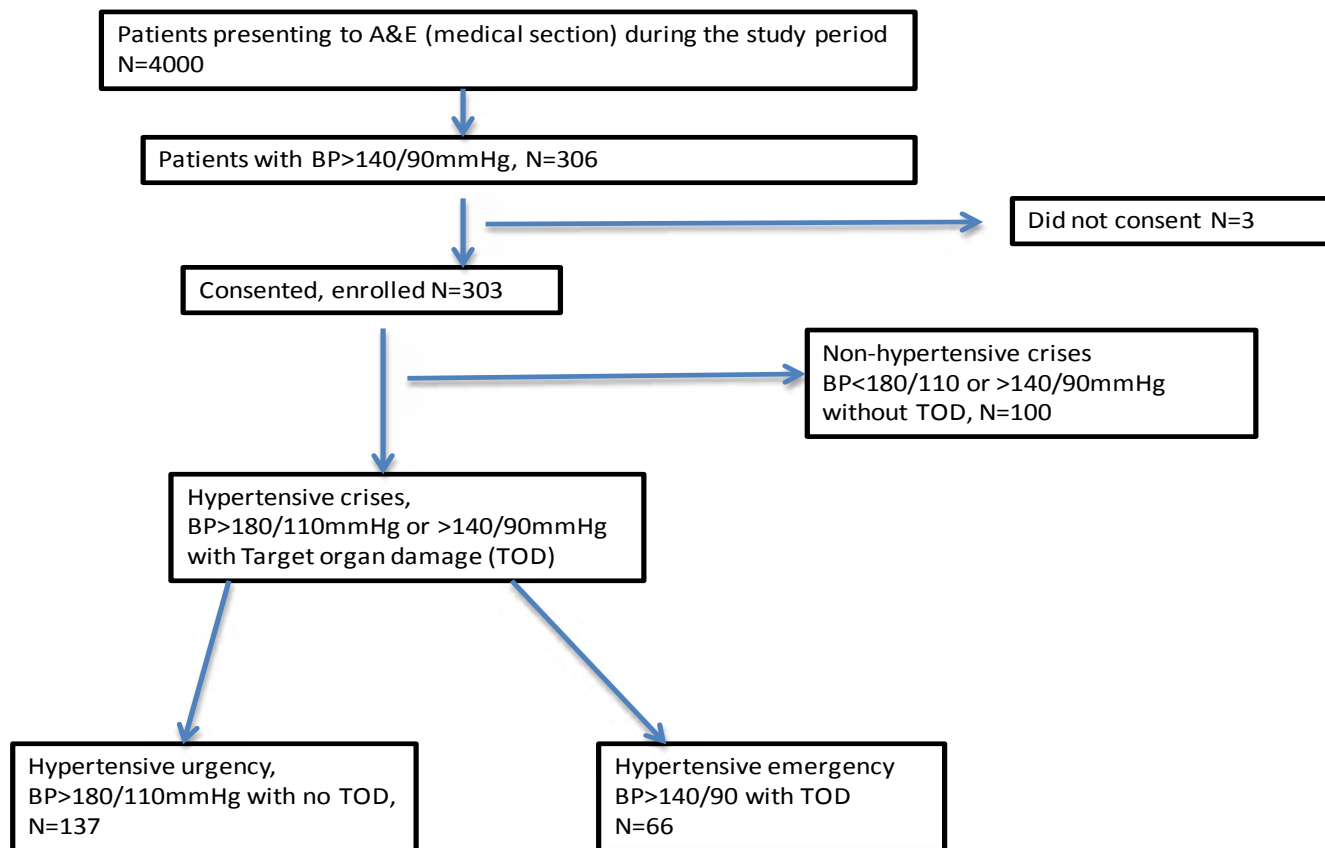 Patients presenting to A&E (medical section) during the study period
N=4000
Patients with BP>140/90mmHg, N=306
Did not consent N=3
Consented, enrolled N=303
Non-hypertensive crises
BP<180/110 or >140/90mmHg
without TOD, N=100
Hypertensive crises,
BP>180/110mmHg or >140/90mmHg
with Target organ damage (TOD)
Hypertensive urgency,
BP>180/110mmHg with no TOD,
N=137
Hypertensive emergency
BP>140/90 with TOD
N=66